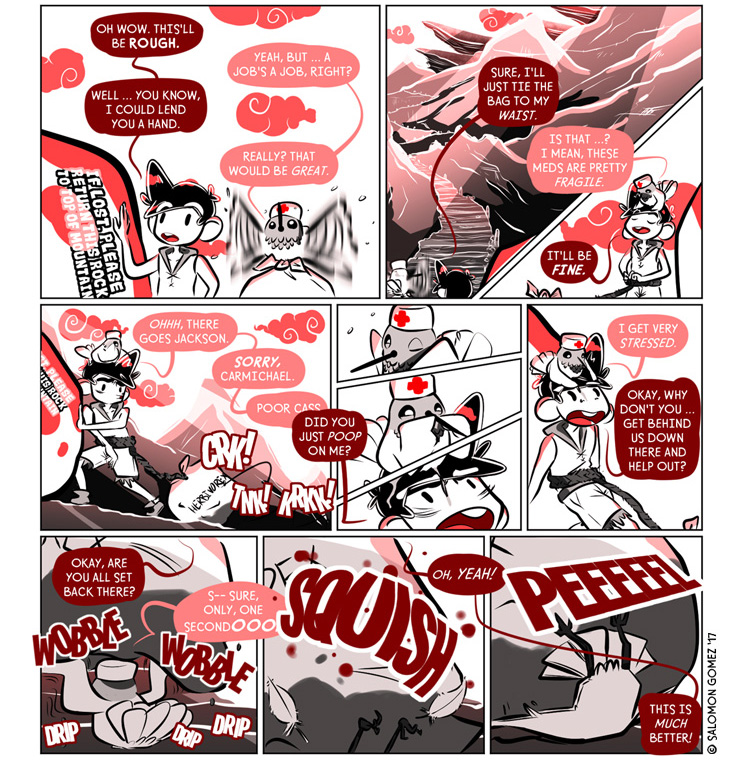 OH WOW. THIS'LL
BE ROUGH.
YEAH, BUT ... A
JOB'S A JOB, RIGHT?
WELL ... YOU KNOW,
I COULD LEND
YOU A HAND.
REALLY? THAT
WOULD BE GREAT.
IF LOST, PLEASE
RETURN THIS ROCK
TO TOP OF MOUNTAIN
SURE, I'LL
JUST TIE THE
BAG TO MY
WAIST.
IS THAT ...?
I MEAN, THESE
MEDS ARE PRETTY
FRAGILE.
IT'LL BE
FINE.
OHHH, THERE
GOES JACKSON.
SORRY,
CARMICHAEL.
POOR CASS
PLEASE
HIS ROCK
CRK!
TNK!
KRKK!
DID YOU
JUST POOP
ON ME?
I GET VERY
STRESSED.
OKAY, WHY
DON'T YOU ...
GET BEHIND
US DOWN
THERE AND
HELP OUT?
OKAY, ARE
YOU ALL SET
BACK THERE?
S-- SURE,
ONLY, ONE
SECONDOOO
WOBBLE
WOBBLE
DRIP
DRIP
DRIP
SQUISH
OH, YEAH!
PEEEEEL
THIS IS
MUCH
BETTER!
© SALOMON GOMEZ '17